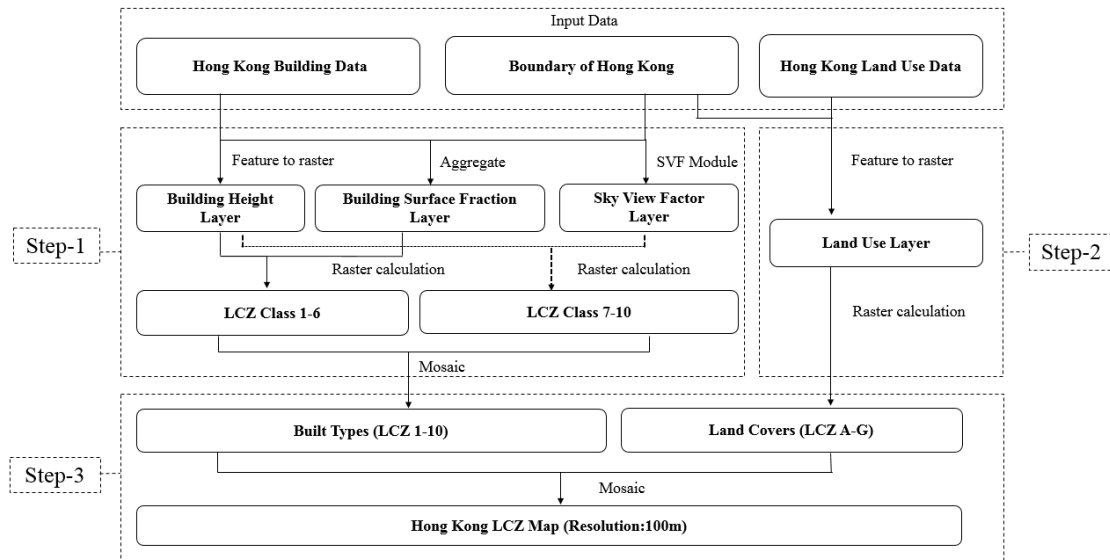 Input Data
Hong Kong Building Data
Boundary of Hong Kong
Hong Kong Land Use Data
Feature to raster
Aggregate
SVF Module
Feature to raster
Building Height
Layer
Building Surface Fraction
Layer
Sky View Factor
Layer
Land Use Layer
Step-1
Step-2
Raster calculation
Raster calculation
Raster calculation
LCZ Class 1-6
LCZ Class 7-10
Mosaic
Built Types (LCZ 1-10)
Land Covers (LCZ A-G)
Step-3
Mosaic
Hong Kong LCZ Map (Resolution:100m)